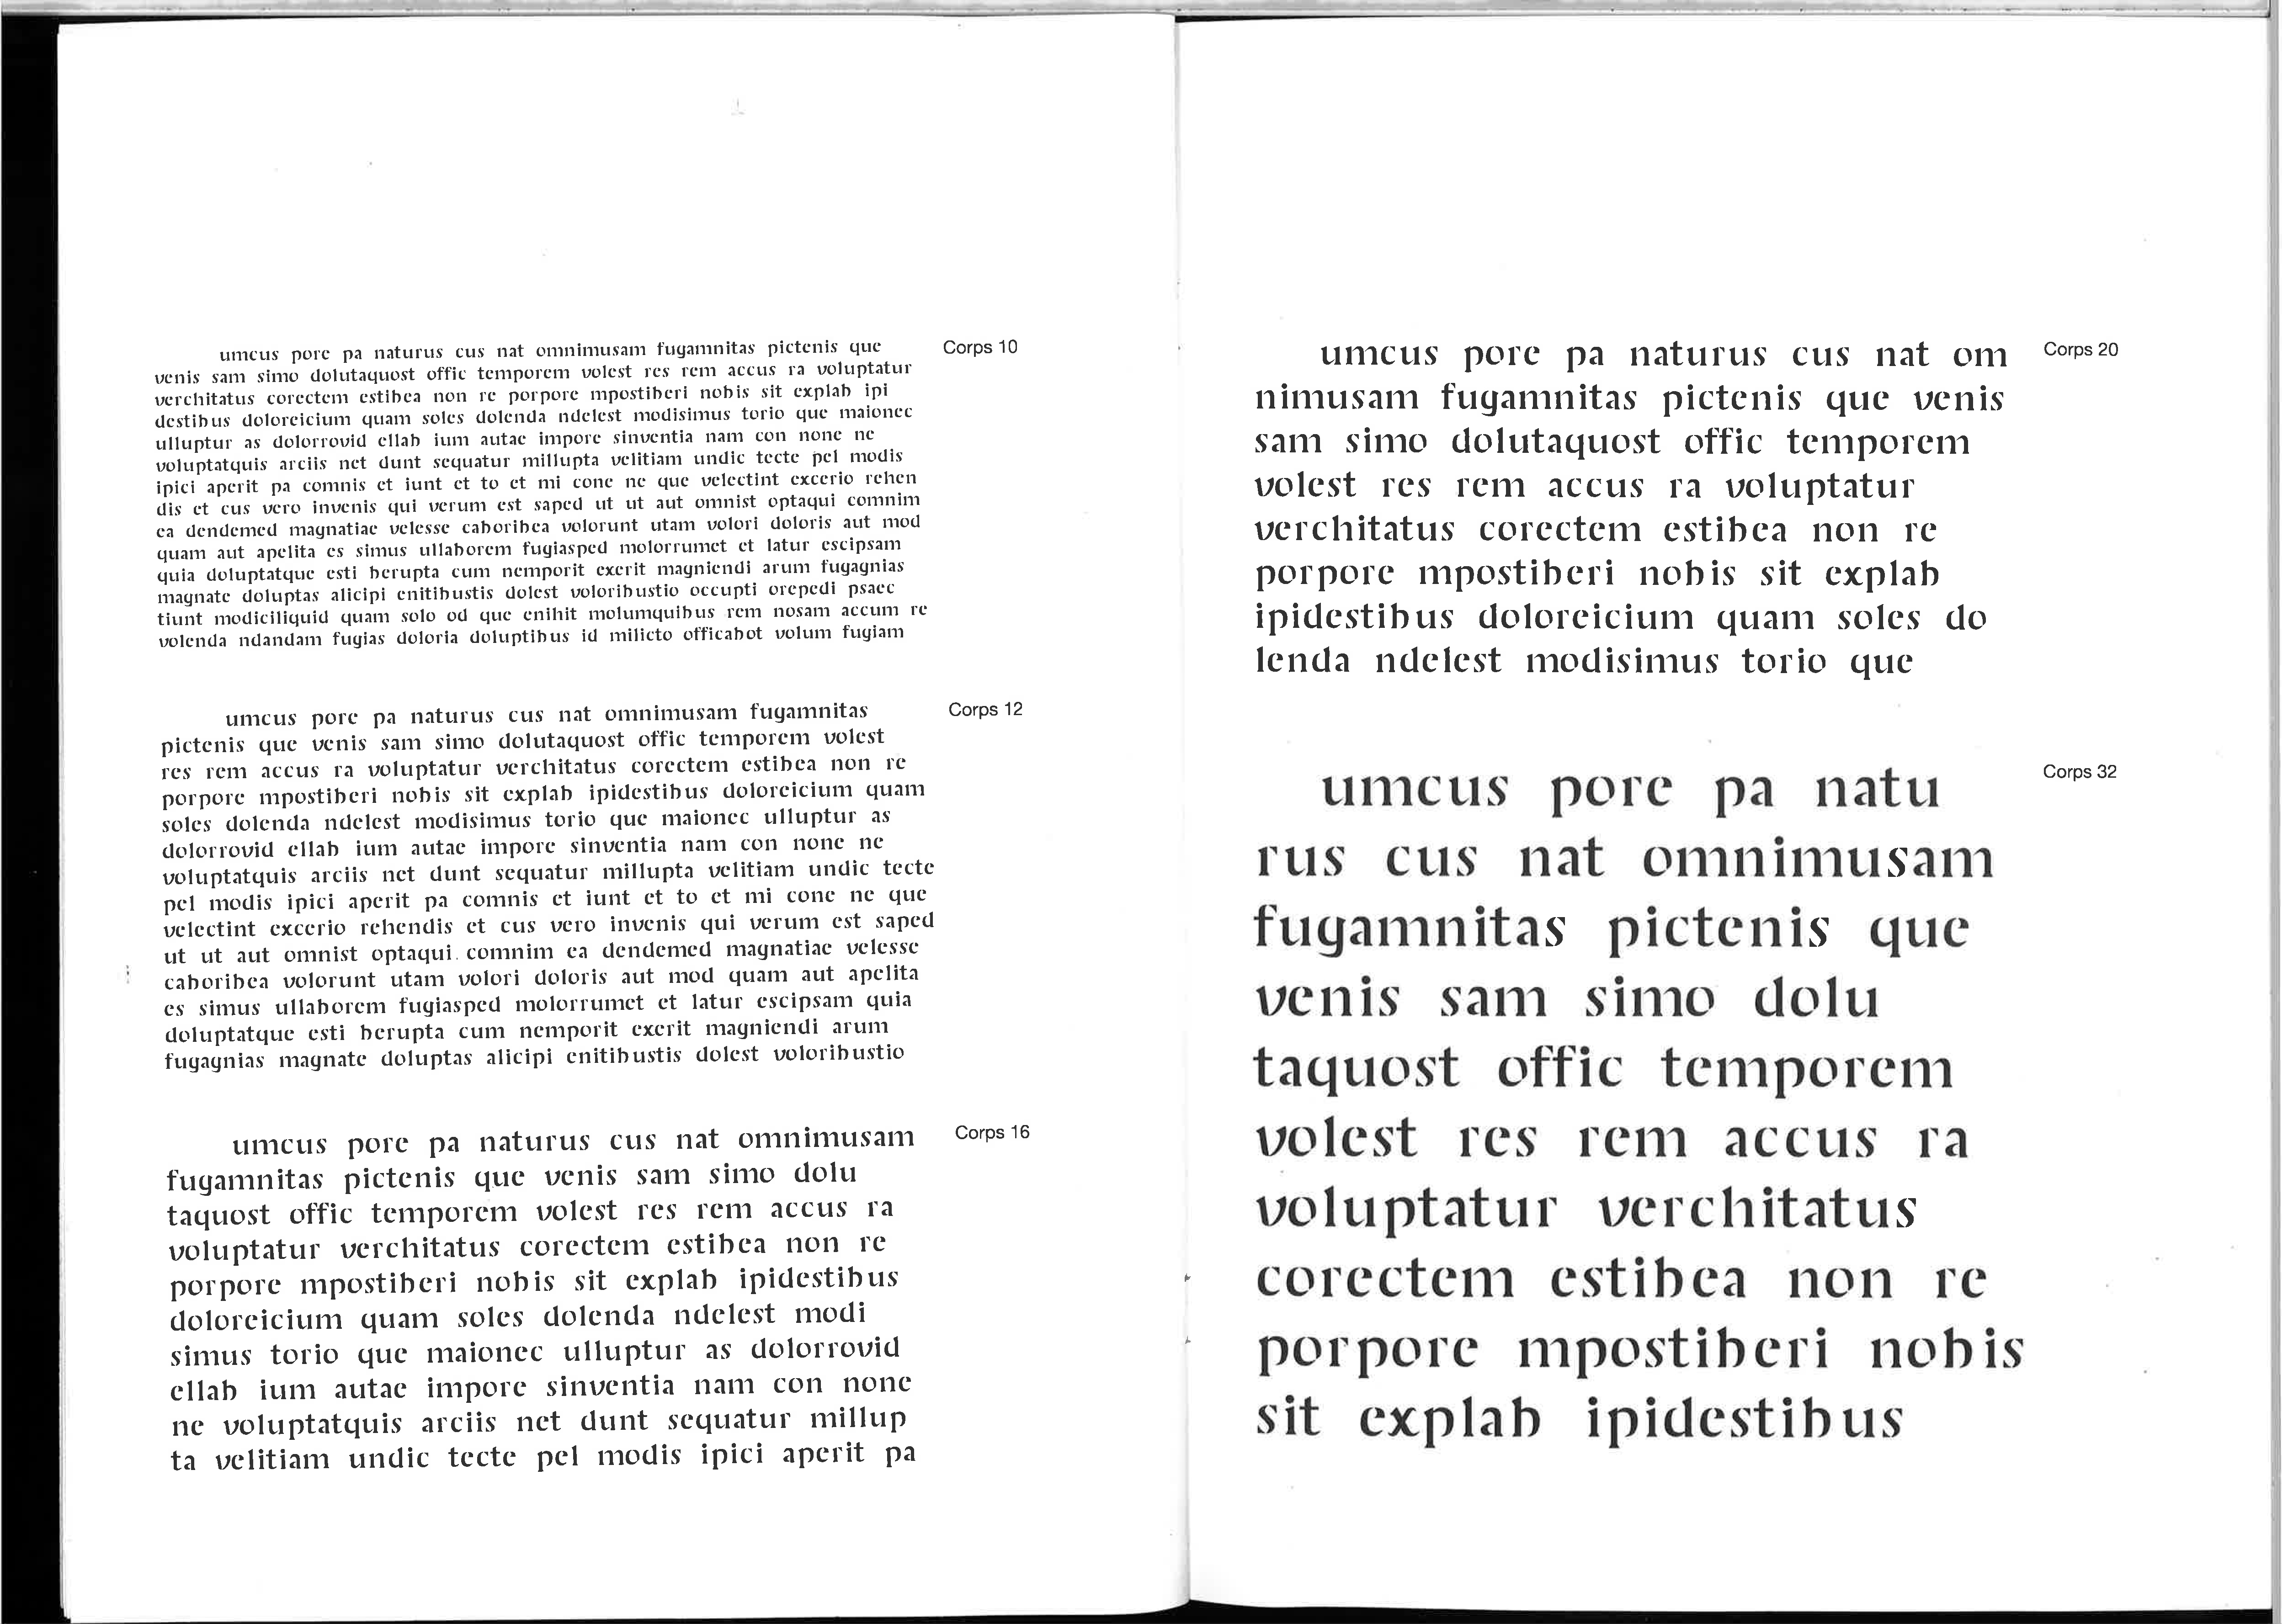 umcus pore pa naturus cus nat omnimusam fugamnitas pictenis que
Corps 10
venis sam simo dolutaquost offic temporem volest res rem accus ra voluptatur
verchitatus corectem estibea non re porpore mpostiberi nobis sit explab ipi
destibus doloreicium quam soles dolenda ndelest modisimus torio que maionec
ulluptur as dolorrovid ellab ium autae impore sinventia nam con none ne
voluptatquis arciis net dunt sequatur millupta velitiam undic tecte pel modis
ipici aperit pa comnis et iunt et to et mi cone ne que velectint excerio rehen
dis et cus vero invenis qui verum est saped ut ut aut omnist optaqui comnim
ea dendemed magnatiae velesse caboribea volorunt utam volori doloris aut mod
quam aut apelita es simus ullaborem fugiasped molorrumet et latur escipsam
quia doluptatque esti berupta cum nemporit exerit magniendi arum fugagnias
magnate doluptas alicipi enitibustis dolest voloribustio occupti orepedi psaec
tiunt modiciliquid quam solo od que enihit molumquibus rem nosam accum re
volenda ndandam fugias doloria doluptibus id milicto officabot volum fugiam
umcus pore pa naturus cus nat omnimusam fugamnitas
Corps 12
pictenis que venis sam simo dolutaquost offic temporem volest
res rem accus ra voluptatur verchitatus corectem estibea non re
porpore mpostiberi nobis sit explab ipidestibus doloreicium quam
soles dolenda ndelest modisimus torio que maionec ulluptur as
dolorrovid ellab ium autae impore sinventia nam con none ne
voluptatquis arciis net dunt sequatur millupta velitiam undic tecte
pel modis ipici aperit pa comnis et iunt et to et mi cone ne que
velectint excerio rehendis et cus vero invenis qui verum est saped
ut ut aut omnist optaqui comnim ea dendemed magnatiae velesse
caboribea volorunt utam volori doloris aut mod quam aut apelita
es simus ullaborem fugiasped molorrumet et latur escipsam quia
doluptatque esti berupta cum nemporit exerit magniendi arum
fugagnias magnate doluptas alicipi enitibustis dolest voloribustio
umcus pore pa naturus cus nat omnimusam
Corps 16
fugamnitas pictenis que venis sam simo dolu
taquost offic temporem volest res rem accus ra
voluptatur verchitatus corectem estibea non re
porpore mpostiberi nobis sit explab ipidestibus
doloreicium quam soles dolenda ndelest modi
simus torio que maionec ulluptur as dolorrovid
ellab ium autae impore sinventia nam con none
ne voluptatquis arciis net dunt sequatur millup
ta velitiam undic tecte pel modis ipici aperit pa
umcus pore pa naturus cus nat om
Corps 20
nimusam fugamnitas pictenis que venis
sam simo dolutaquost offic temporem
volest res rem accus ra voluptatur
verchitatus corectem estibea non re
porpore mpostiberi nobis sit explab
ipidestibus doloreicium quam soles do
lenda ndelest modisimus torio que
umcus pore pa natu
Corps 32
rus cus nat omnimusam
fugamnitas pictenis que
venis sam simo dolu
taquost offic temporem
volest res rem accus ra
voluptatur verchitatus
corectem estibea non re
porpore mpostiberi nobis
sit explab ipidestibus